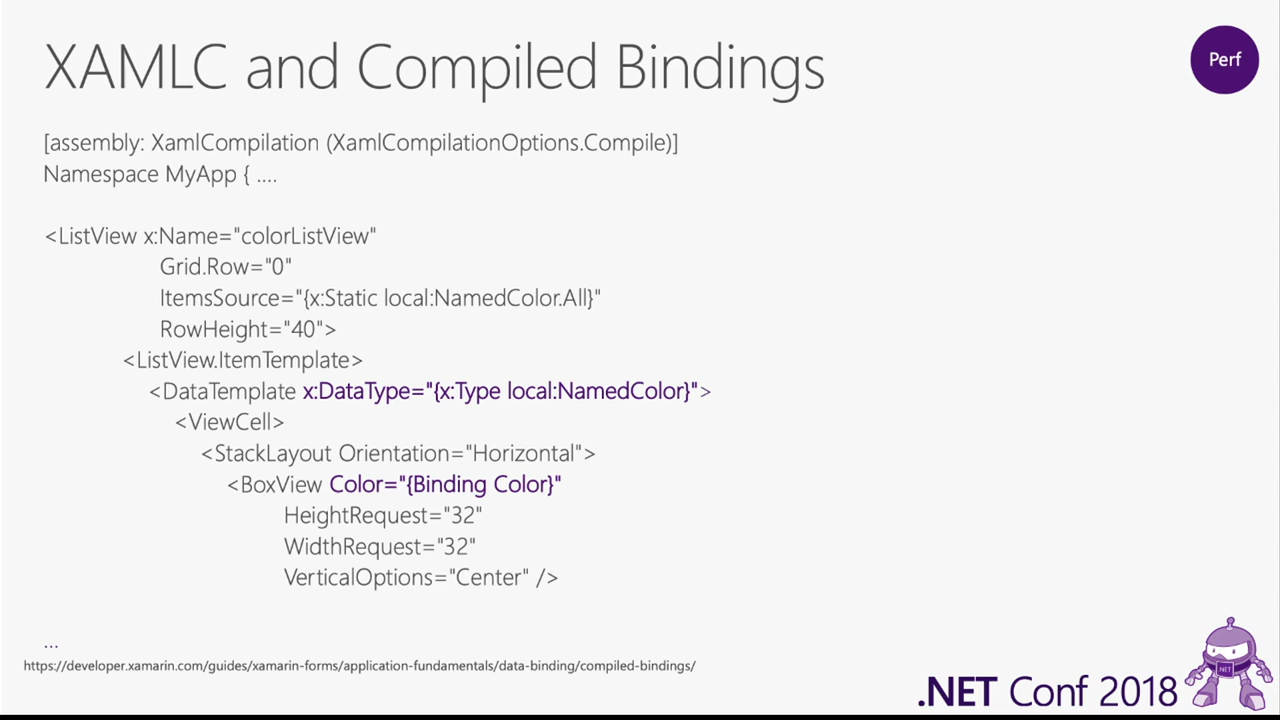 XAMLC and Compiled Bindings
Perf
[assembly: XamlCompilation (XamlCompilationOptions.Compile)]
Namespace MyApp { ....
<ListView x:Name="colorListView"
Grid.Row="0"
ItemsSource="{x:Static local:NamedColor.All}"
RowHeight="40">
<ListView.ItemTemplate>
<DataTemplate x:DataType="{x:Type local:NamedColor}">
<ViewCell>
<StackLayout Orientation="Horizontal">
<BoxView Color="{Binding Color}"
HeightRequest="32"
WidthRequest="32"
VerticalOptions="Center" />
...
https://developer.xamarin.com/guides/xamarin-forms/application-fundamentals/data-binding/compiled-bindings/
.NET Conf 2018
.NET